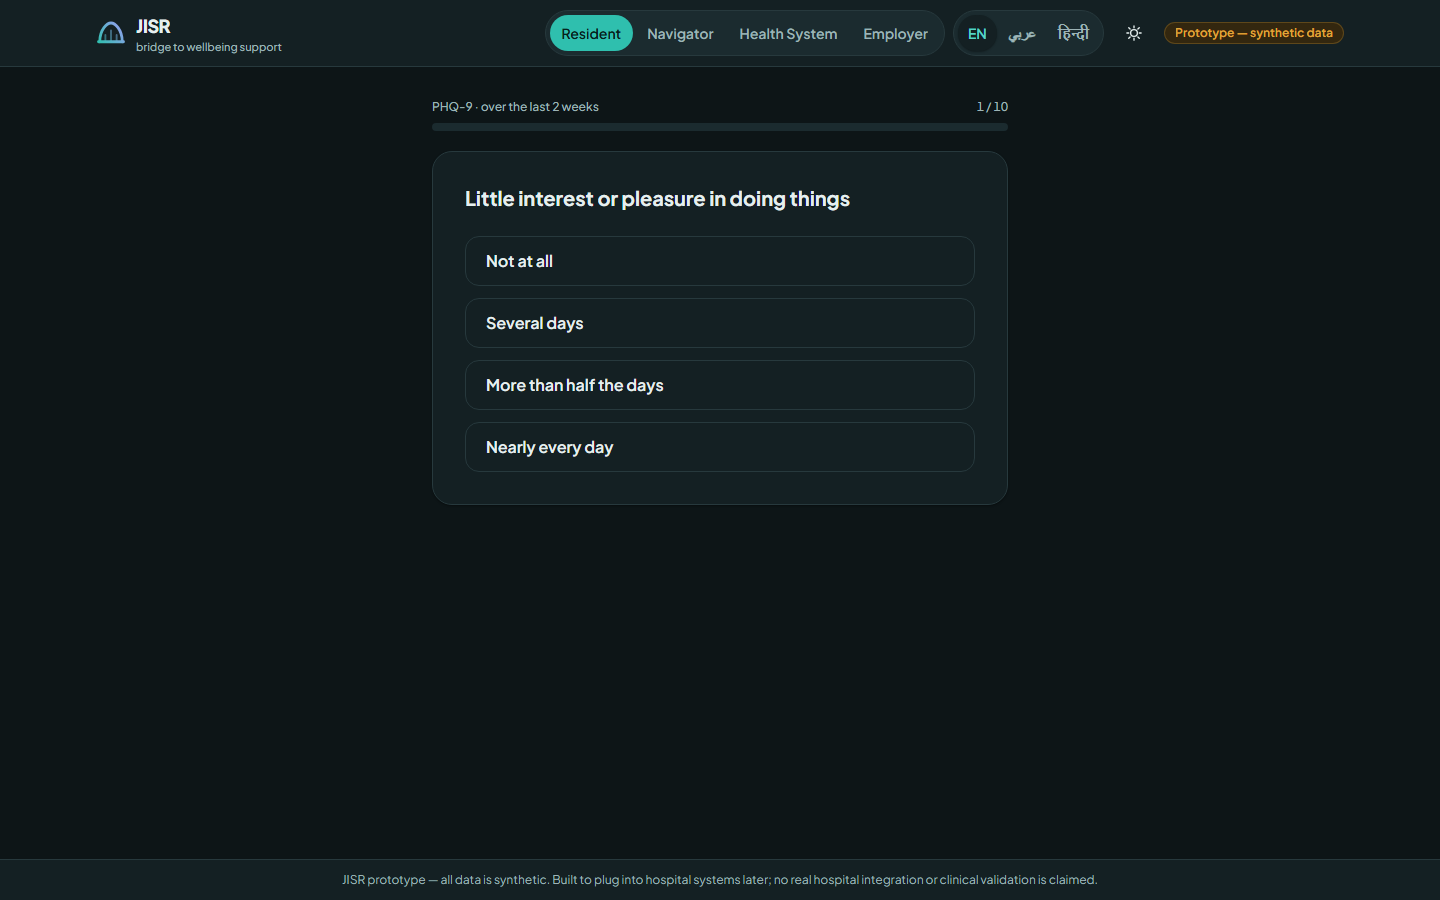 JISR
bridge to wellbeing support
Resident
Navigator
Health System
Employer
EN
عربي
हिन्दी
Prototype — synthetic data
PHQ-9 · over the last 2 weeks
1 / 10
Little interest or pleasure in doing things
Not at all
Several days
More than half the days
Nearly every day
JISR prototype — all data is synthetic. Built to plug into hospital systems later; no real hospital integration or clinical validation is claimed.